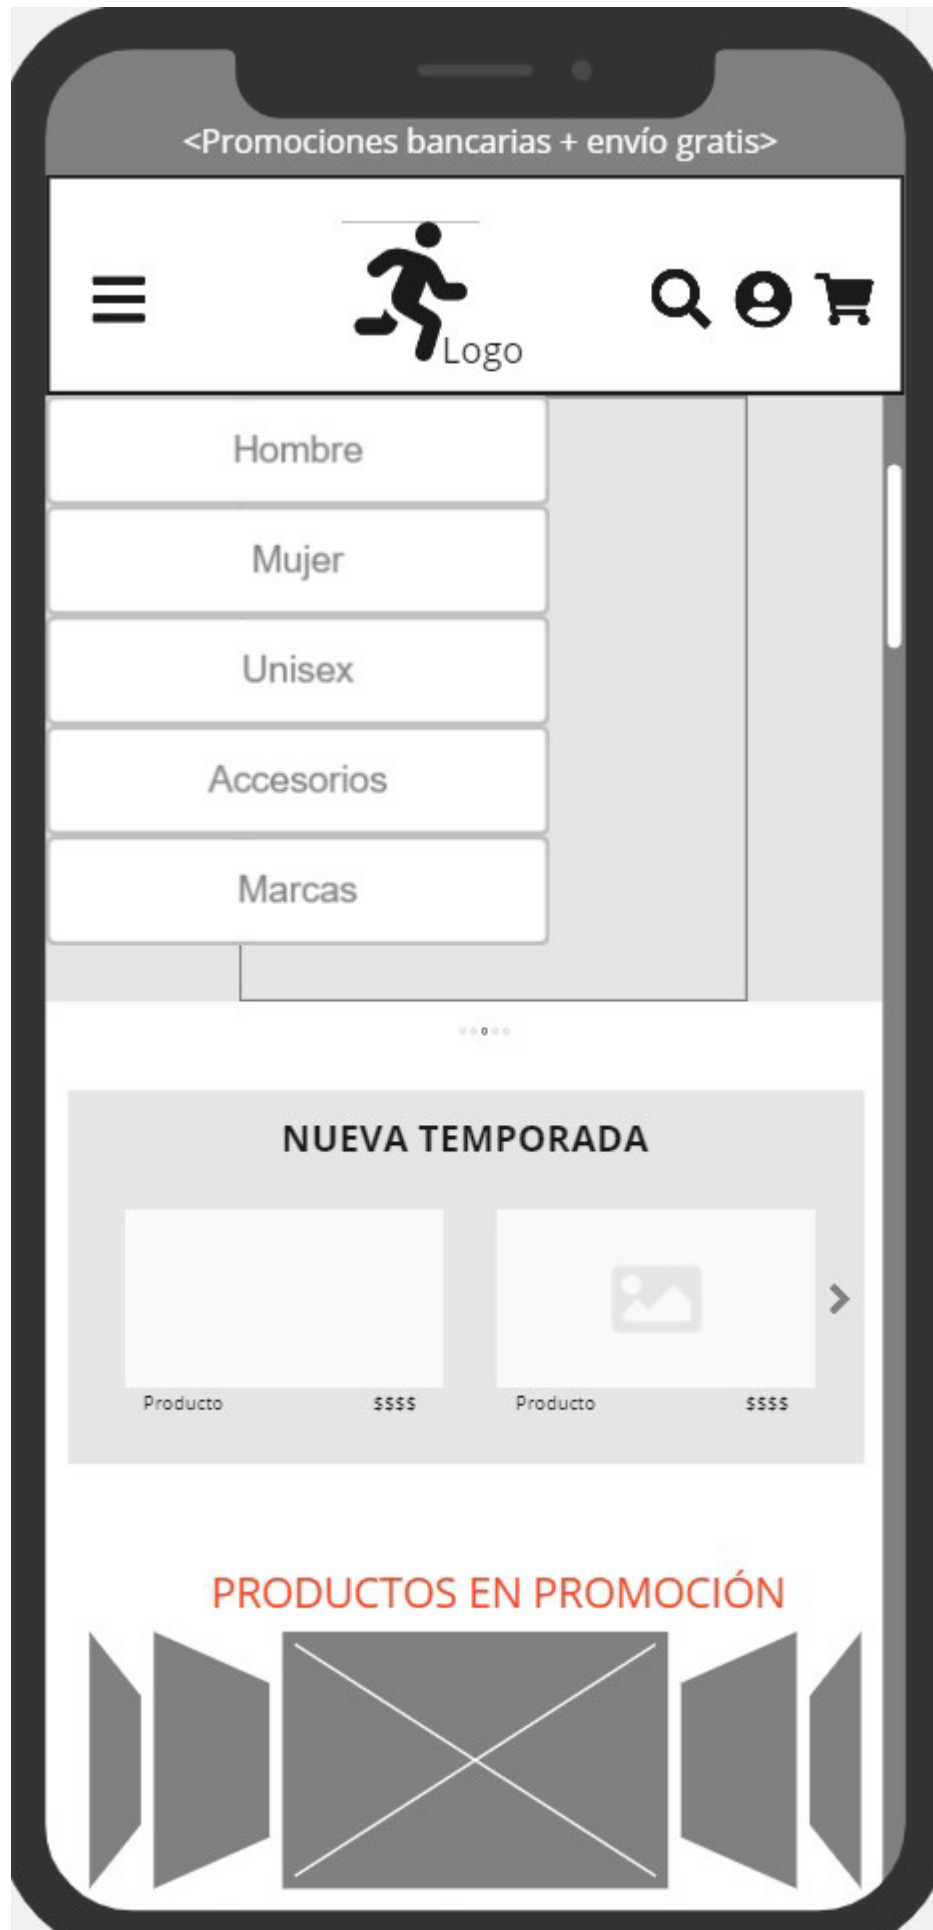 <Promociones bancarias + envío gratis>
Logo
Hombre
Mujer
Unisex
Accesorios
Marcas
NUEVA TEMPORADA
Producto $$$$ Producto $$$$
PRODUCTOS EN PROMOCIÓN